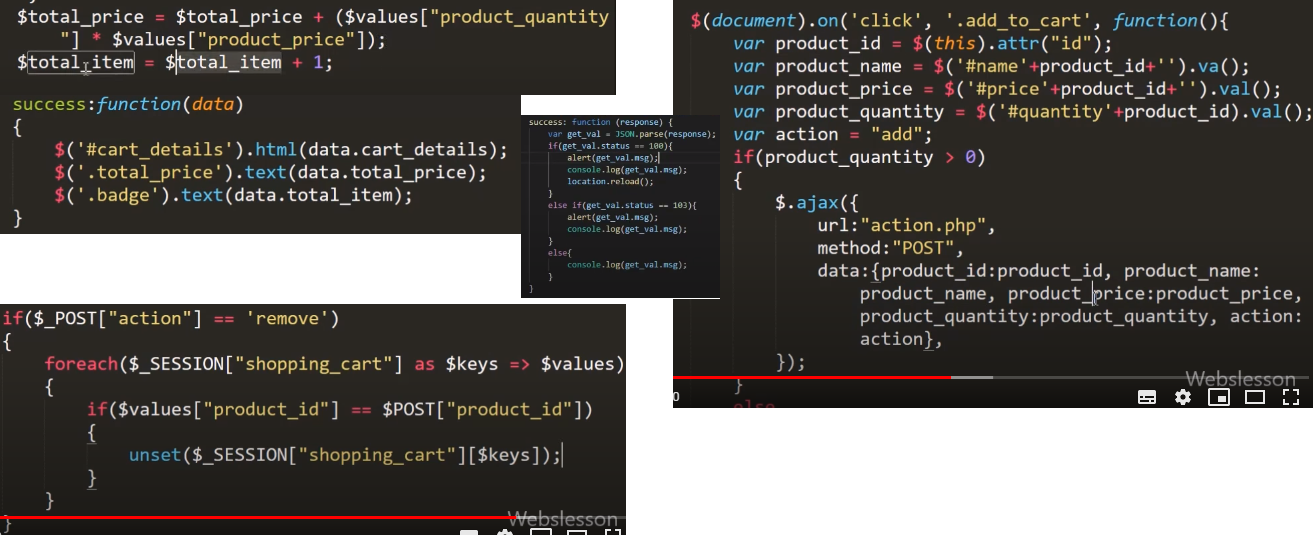 $total_price = $total_price + ($values["product_quantity
"] * $values["product_price"]);
$total_item = $total_item + 1;
success:function(data)
{
$('#cart_details').html(data.cart_details);
$('.total_price').text(data.total_price);
$('.badge').text(data.total_item);
}
success: function (response) {
var get_val = JSON.parse(response);
if(get_val.status == 100){
alert(get_val.msg);
console.log(get_val.msg);
location.reload();
}
else if(get_val.status == 103){
alert(get_val.msg);
console.log(get_val.msg);
}
else{
console.log(get_val.msg);
}
}
$(document).on('click', '.add_to_cart', function(){
var product_id = $(this).attr("id");
var product_name = $('#name'+product_id+'').va();
var product_price = $('#price'+product_id+'').val();
var product_quantity = $('#quantity'+product_id).val();
var action = "add";
if(product_quantity > 0)
{
$.ajax({
url:"action.php",
method:"POST",
data:{product_id:product_id, product_name:
product_name, product_price:product_price,
product_quantity:product_quantity, action:
action},
});
}
else
Webslesson
0
if($_POST["action"] == 'remove')
{
foreach($_SESSION["shopping_cart"] as $keys => $values)
{
if($values["product_id"] == $POST["product_id"])
{
unset($_SESSION["shopping_cart"][$keys]);
}
}
}
Webslesson